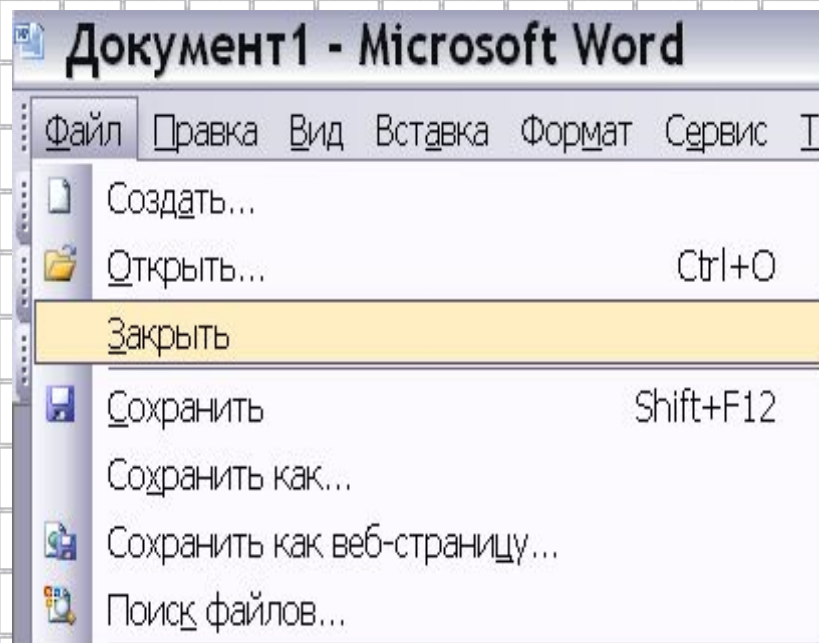 Документ1 - Microsoft Word
Файл Правка Вид Вставка Формат Сервис Т
Создать...
Открыть... Ctrl+O
Закрыть
Сохранить Shift+F12
Сохранить как...
Сохранить как веб-страницу...
Поиск файлов...